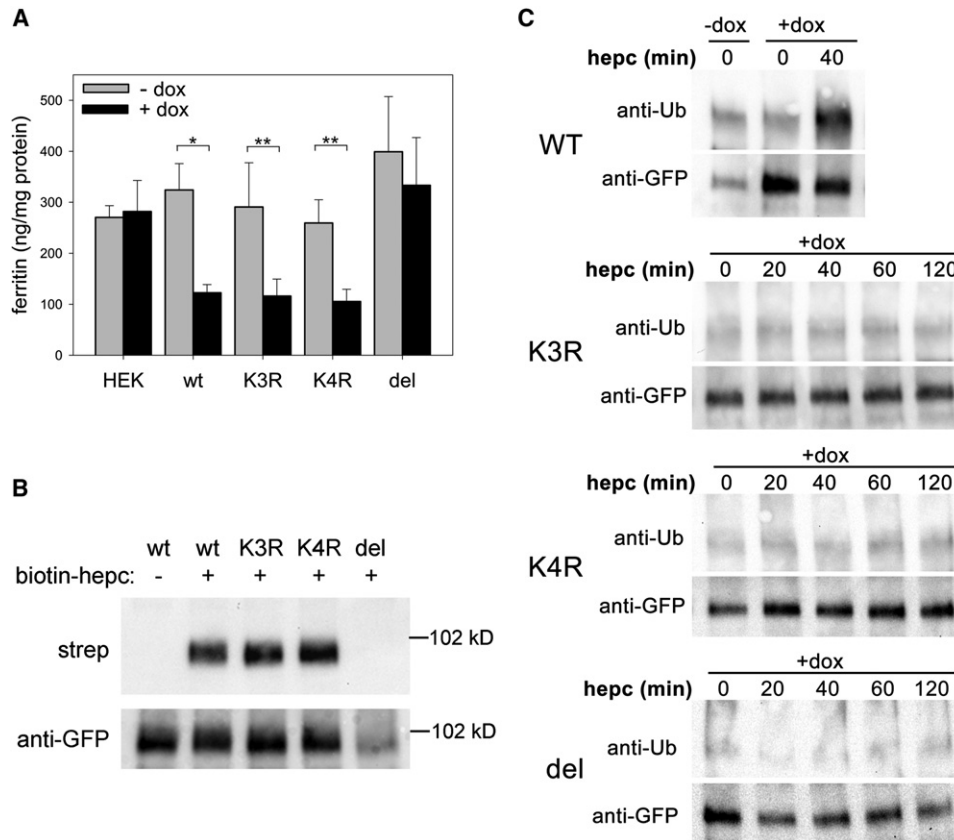 A
- dox
+ dox
ferritin (ng/mg protein)
500
400
300
200
100
0
*
**
**
HEK wt K3R K4R del
B
wt wt K3R K4R del
biotin-hepc: - + + + +
strep
102 kD
anti-GFP
102 kD
C
-dox +dox
hepc (min) 0 0 40
WT
anti-Ub
anti-GFP
+dox
hepc (min) 0 20 40 60 120
K3R
anti-Ub
anti-GFP
+dox
hepc (min) 0 20 40 60 120
K4R
anti-Ub
anti-GFP
+dox
hepc (min) 0 20 40 60 120
del
anti-Ub
anti-GFP